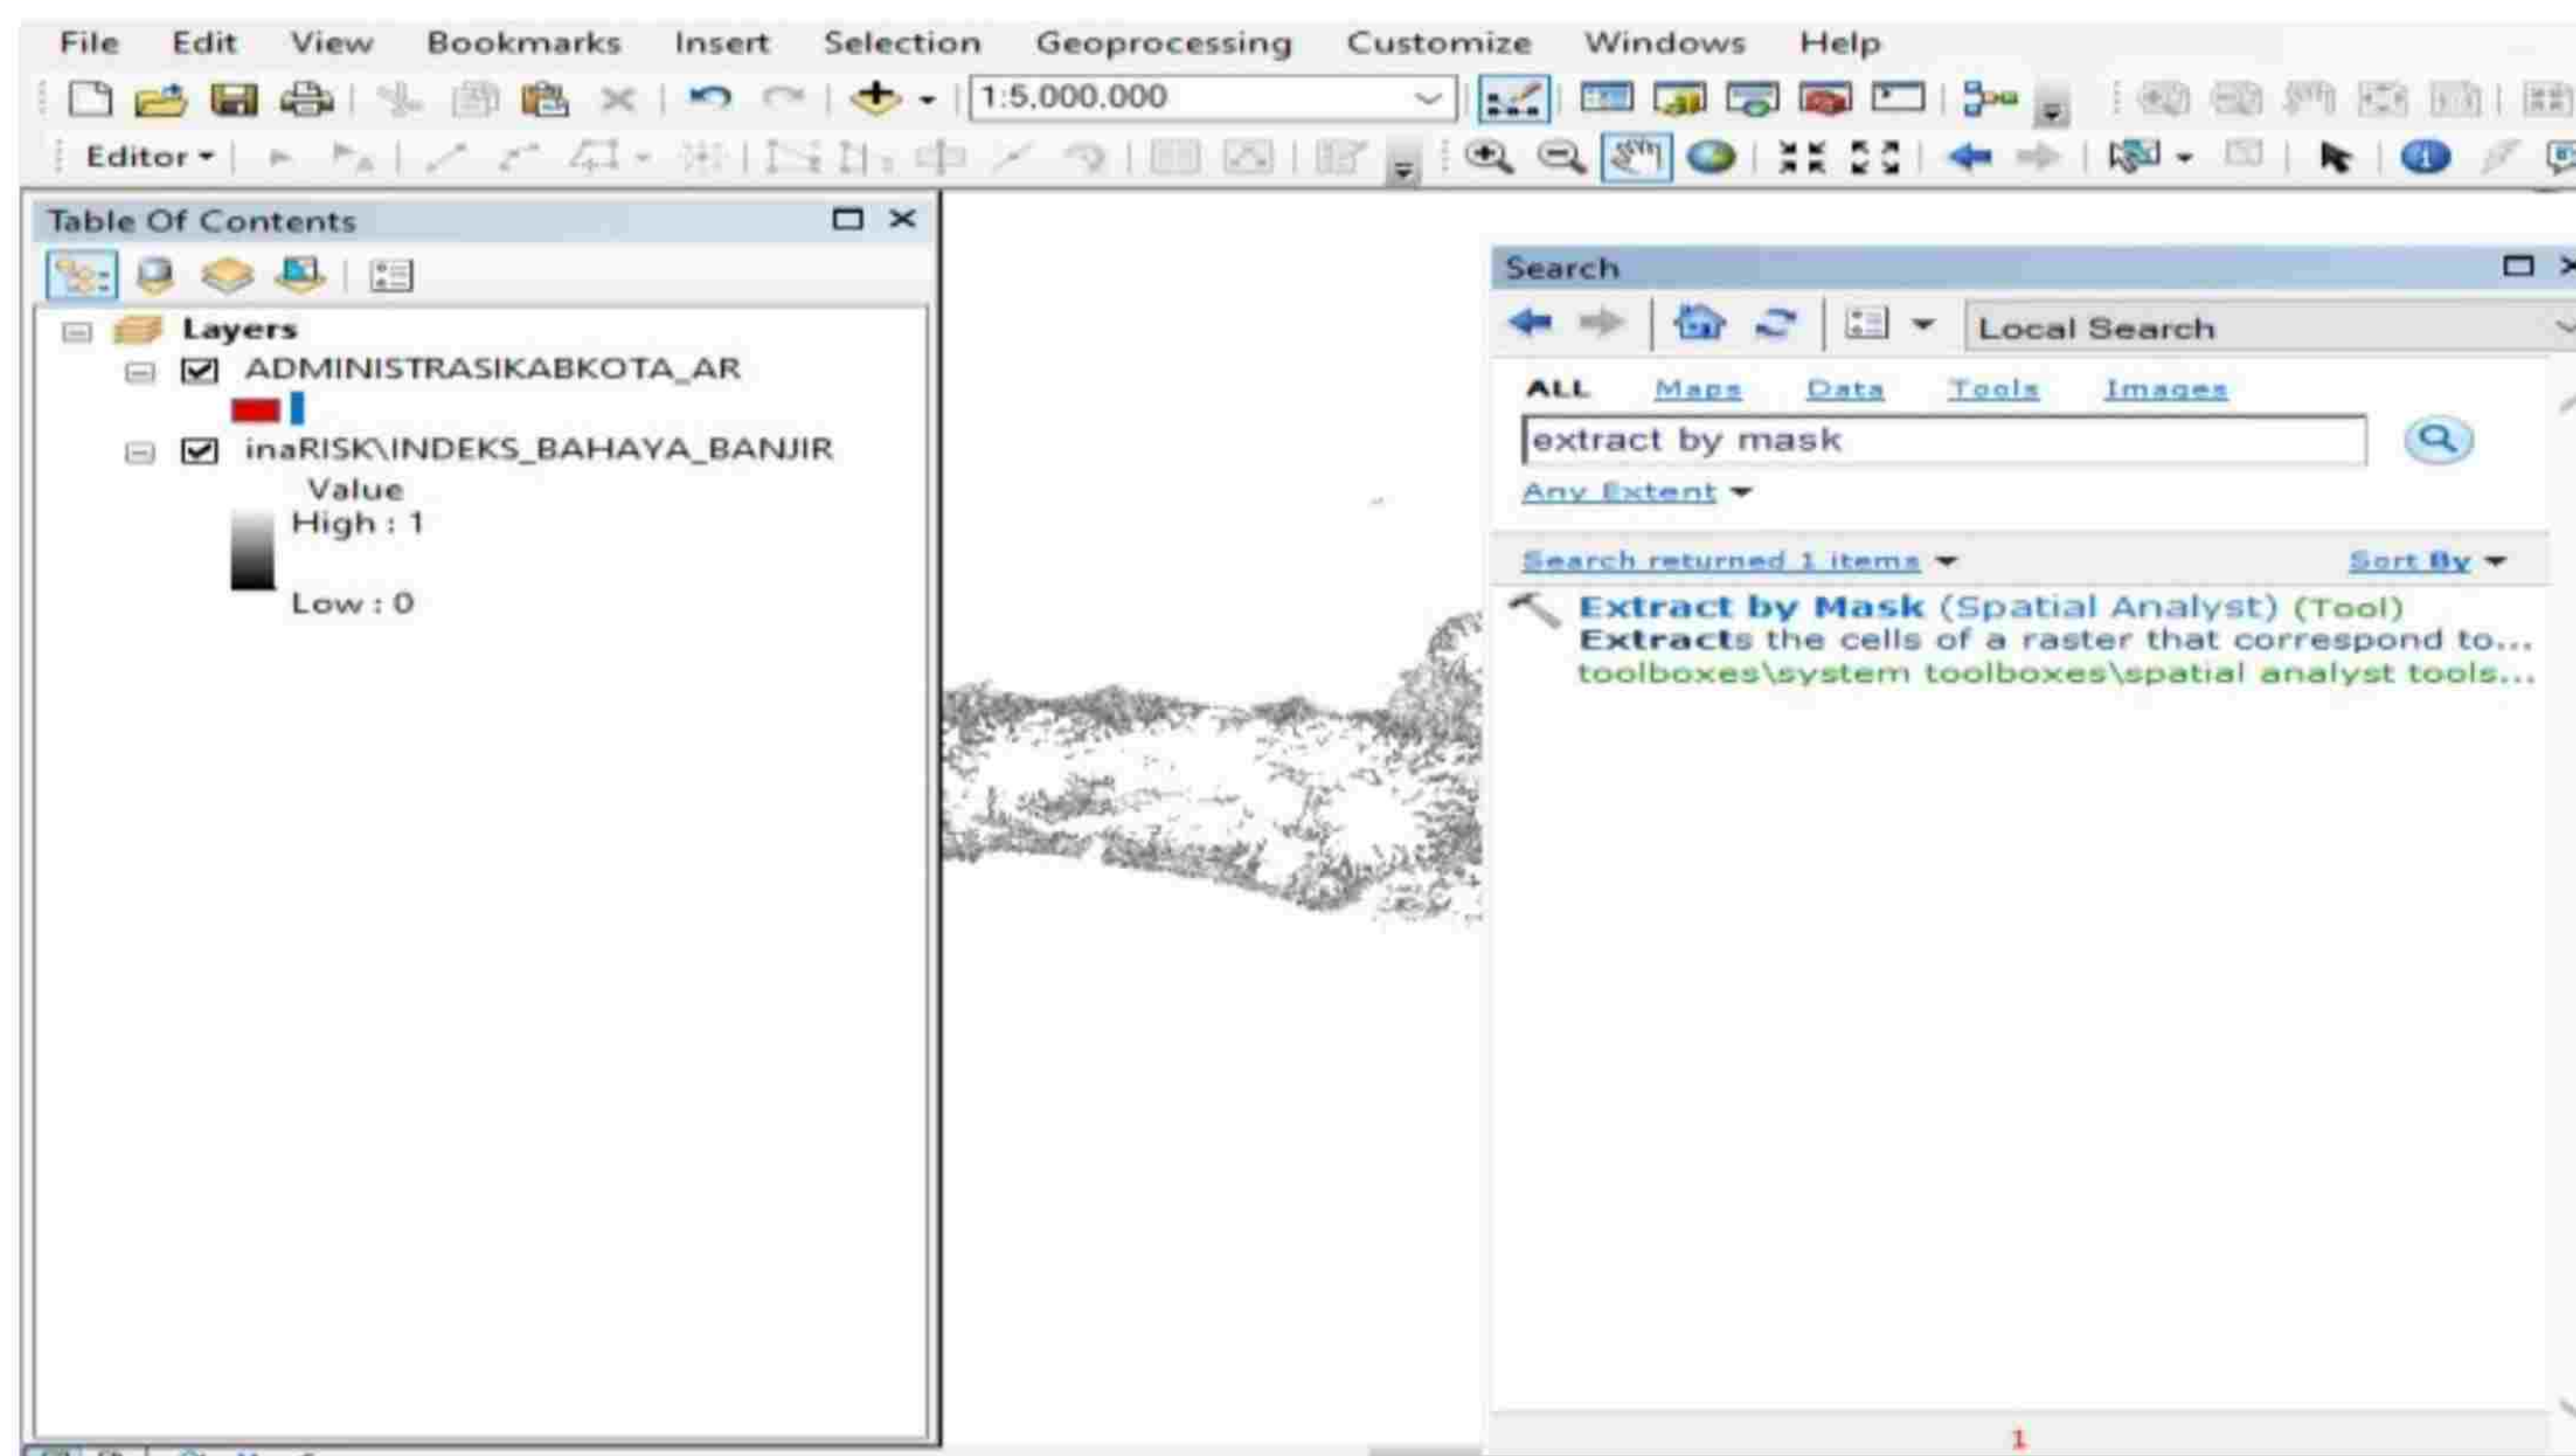 File Edit View Bookmarks Insert Selection Geoprocessing Customize Windows Help
1:5.000.000
Editor
Table Of Contents
Layers
ADMINISTRASIKABKOTA_AR
inaRISK\INDEKS_BAHAYA_BANJIR
Value
High : 1
Low : 0
Search
Local Search
ALL Maps Data Tools Images
extract by mask
Any Extent
Search returned 1 items Sort By
Extract by Mask (Spatial Analyst) (Tool)
Extracts the cells of a raster that correspond to...
toolboxes\system toolboxes\spatial analyst tools...
1